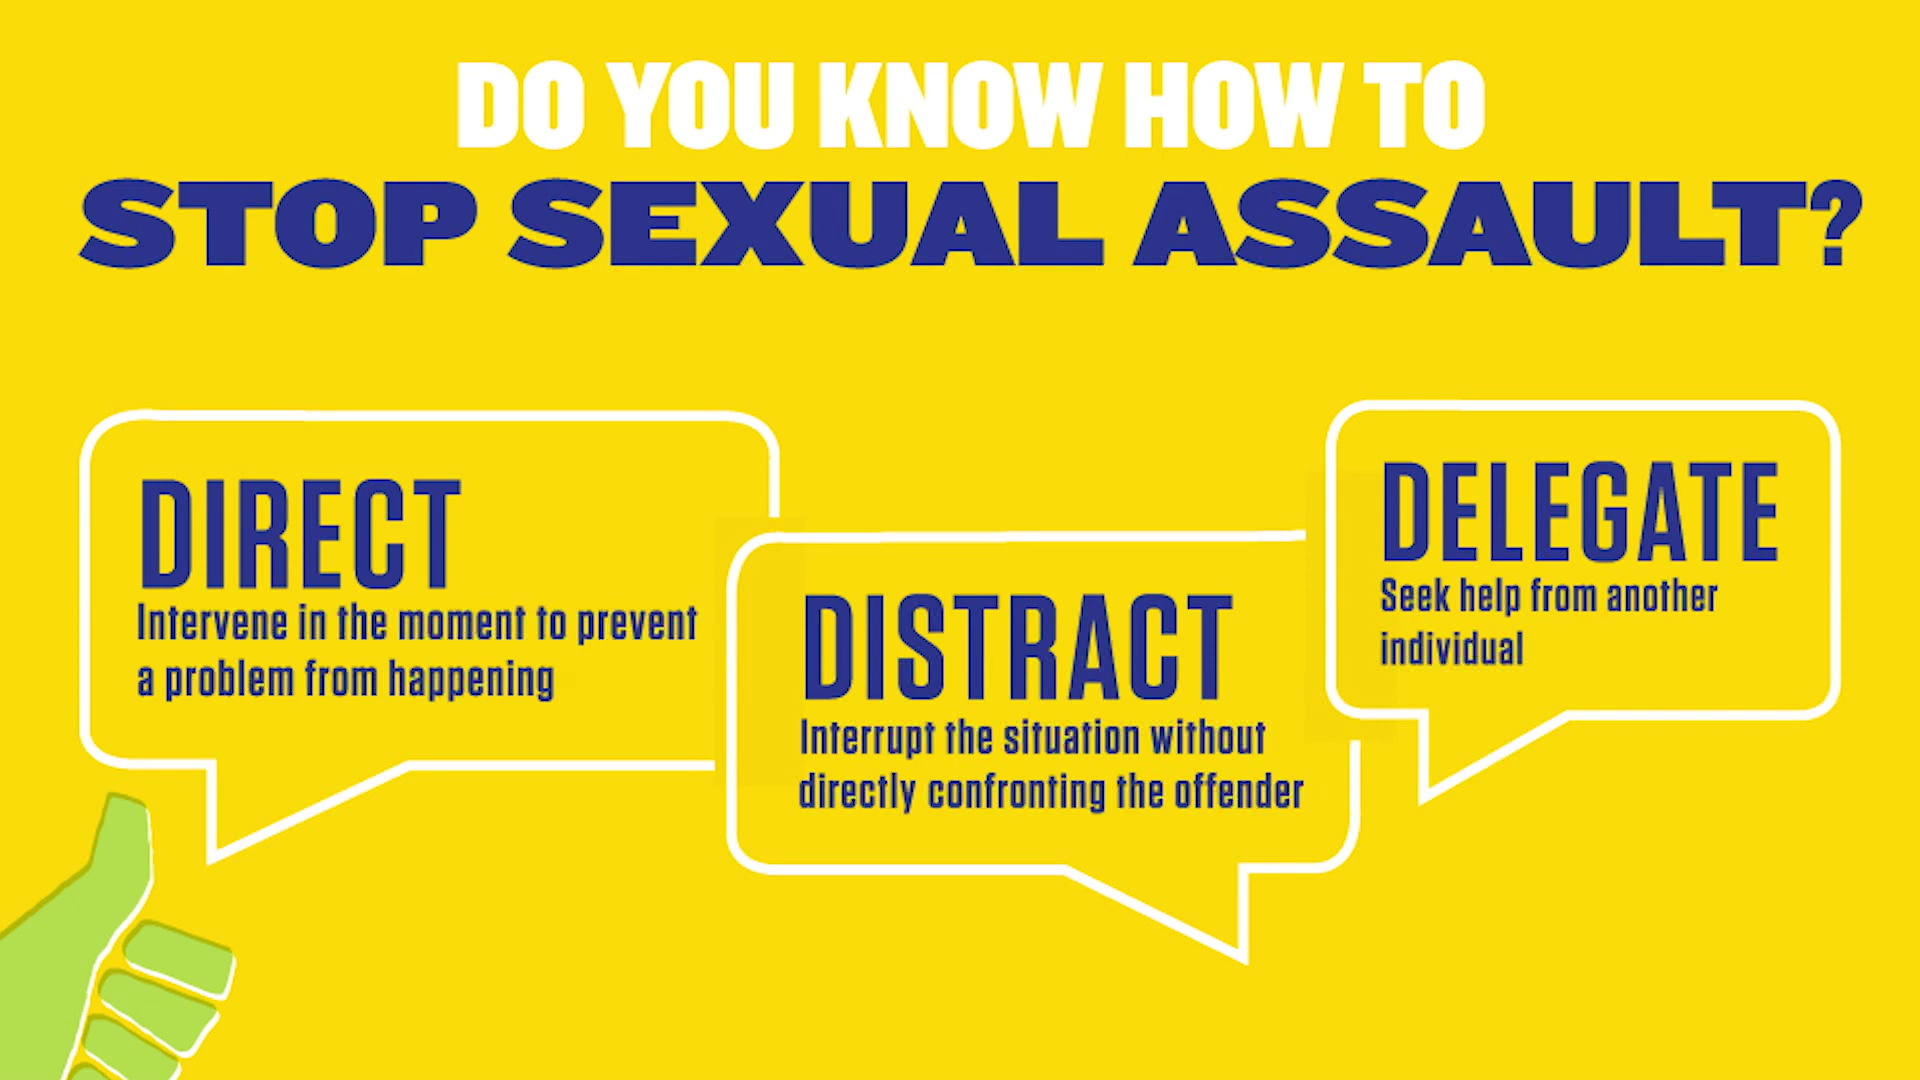 DO YOU KNOW HOW TO
STOP SEXUAL ASSAULT?
DIRECT
Intervene in the moment to prevent
a problem from happening
DISTRACT
Interrupt the situation without
directly confronting the offender
DELEGATE
Seek help from another
individual